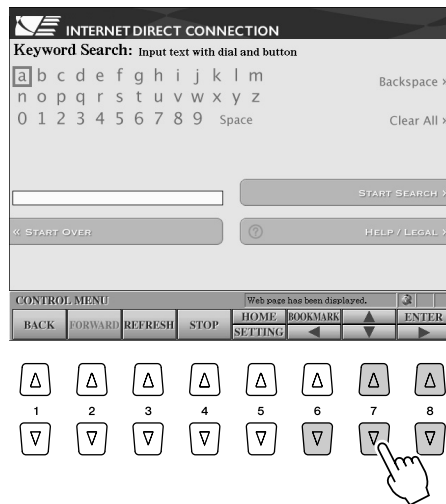 INTERNET DIRECT CONNECTION
Keyword Search: Input text with dial and button
a b c d e f g h i j k l m
n o p q r s t u v w x y z
0 1 2 3 4 5 6 7 8 9 Space
Backspace ›
Clear All ›
START SEARCH ›
« START OVER
? HELP / LEGAL ›
CONTROL MENU
Web page has been displayed.
BACK FORWARD REFRESH STOP HOME BOOKMARK ENTER
SETTING
1 2 3 4 5 6 7 8